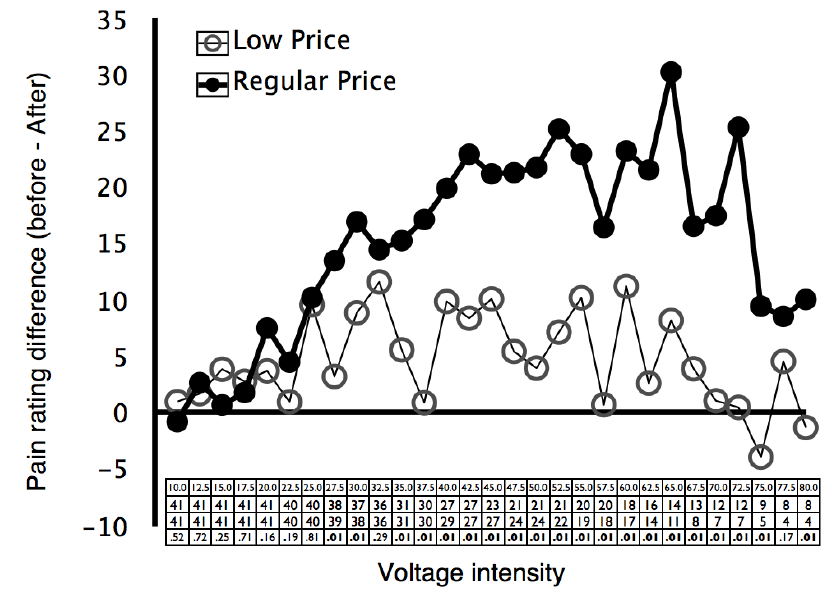 35
30
25
20
15
10
5
0
−5
−10
Low Price
Regular Price
Pain rating difference (before - After)
10.0 12.5 15.0 17.5 20.0 22.5 25.0 27.5 30.0 32.5 35.0 37.5 40.0 42.5 45.0 47.5 50.0 52.5 55.0 57.5 60.0 62.5 65.0 67.5 70.0 72.5 75.0 77.5 80.0
41 41 41 41 41 40 40 38 37 36 31 30 27 27 23 21 21 21 20 20 18 16 14 13 12 12 9 8 8
41 41 41 41 41 40 40 39 38 36 31 30 29 27 27 24 24 22 19 18 17 14 11 8 7 7 5 4 4
.52 .72 .25 .71 .16 .19 .81 .01 .01 .29 .01 .01 .01 .01 .01 .01 .01 .01 .01 .01 .01 .01 .01 .01 .01 .01 .01 .17 .01
Voltage intensity